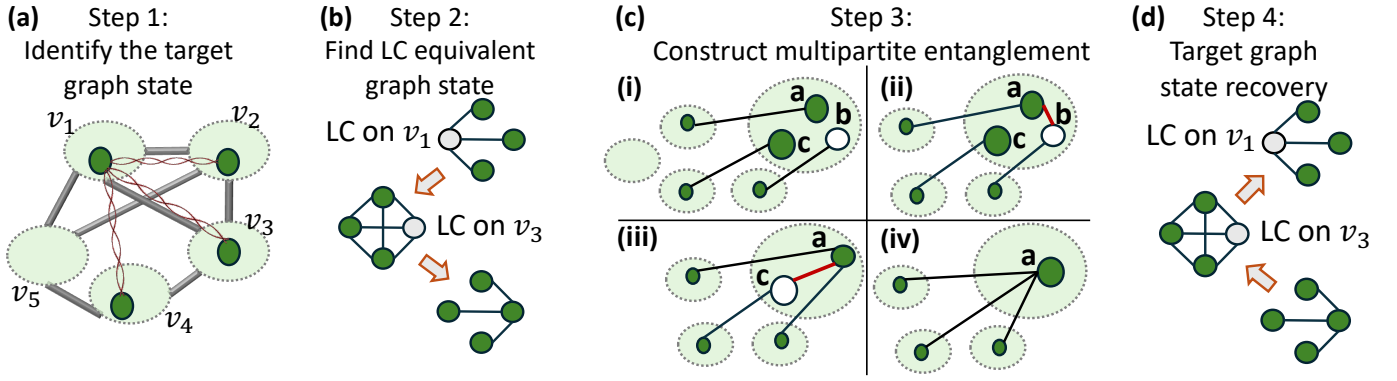 (a) Step 1:
Identify the target
graph state
v₁
v₂
v₃
v₄
v₅
(b) Step 2:
Find LC equivalent
graph state
LC on v₁
LC on v₃
(c) Step 3:
Construct multipartite entanglement
(i)
a
b
c
(ii)
a
b
c
(iii)
a
c
(iv)
a
(d) Step 4:
Target graph
state recovery
LC on v₁
LC on v₃